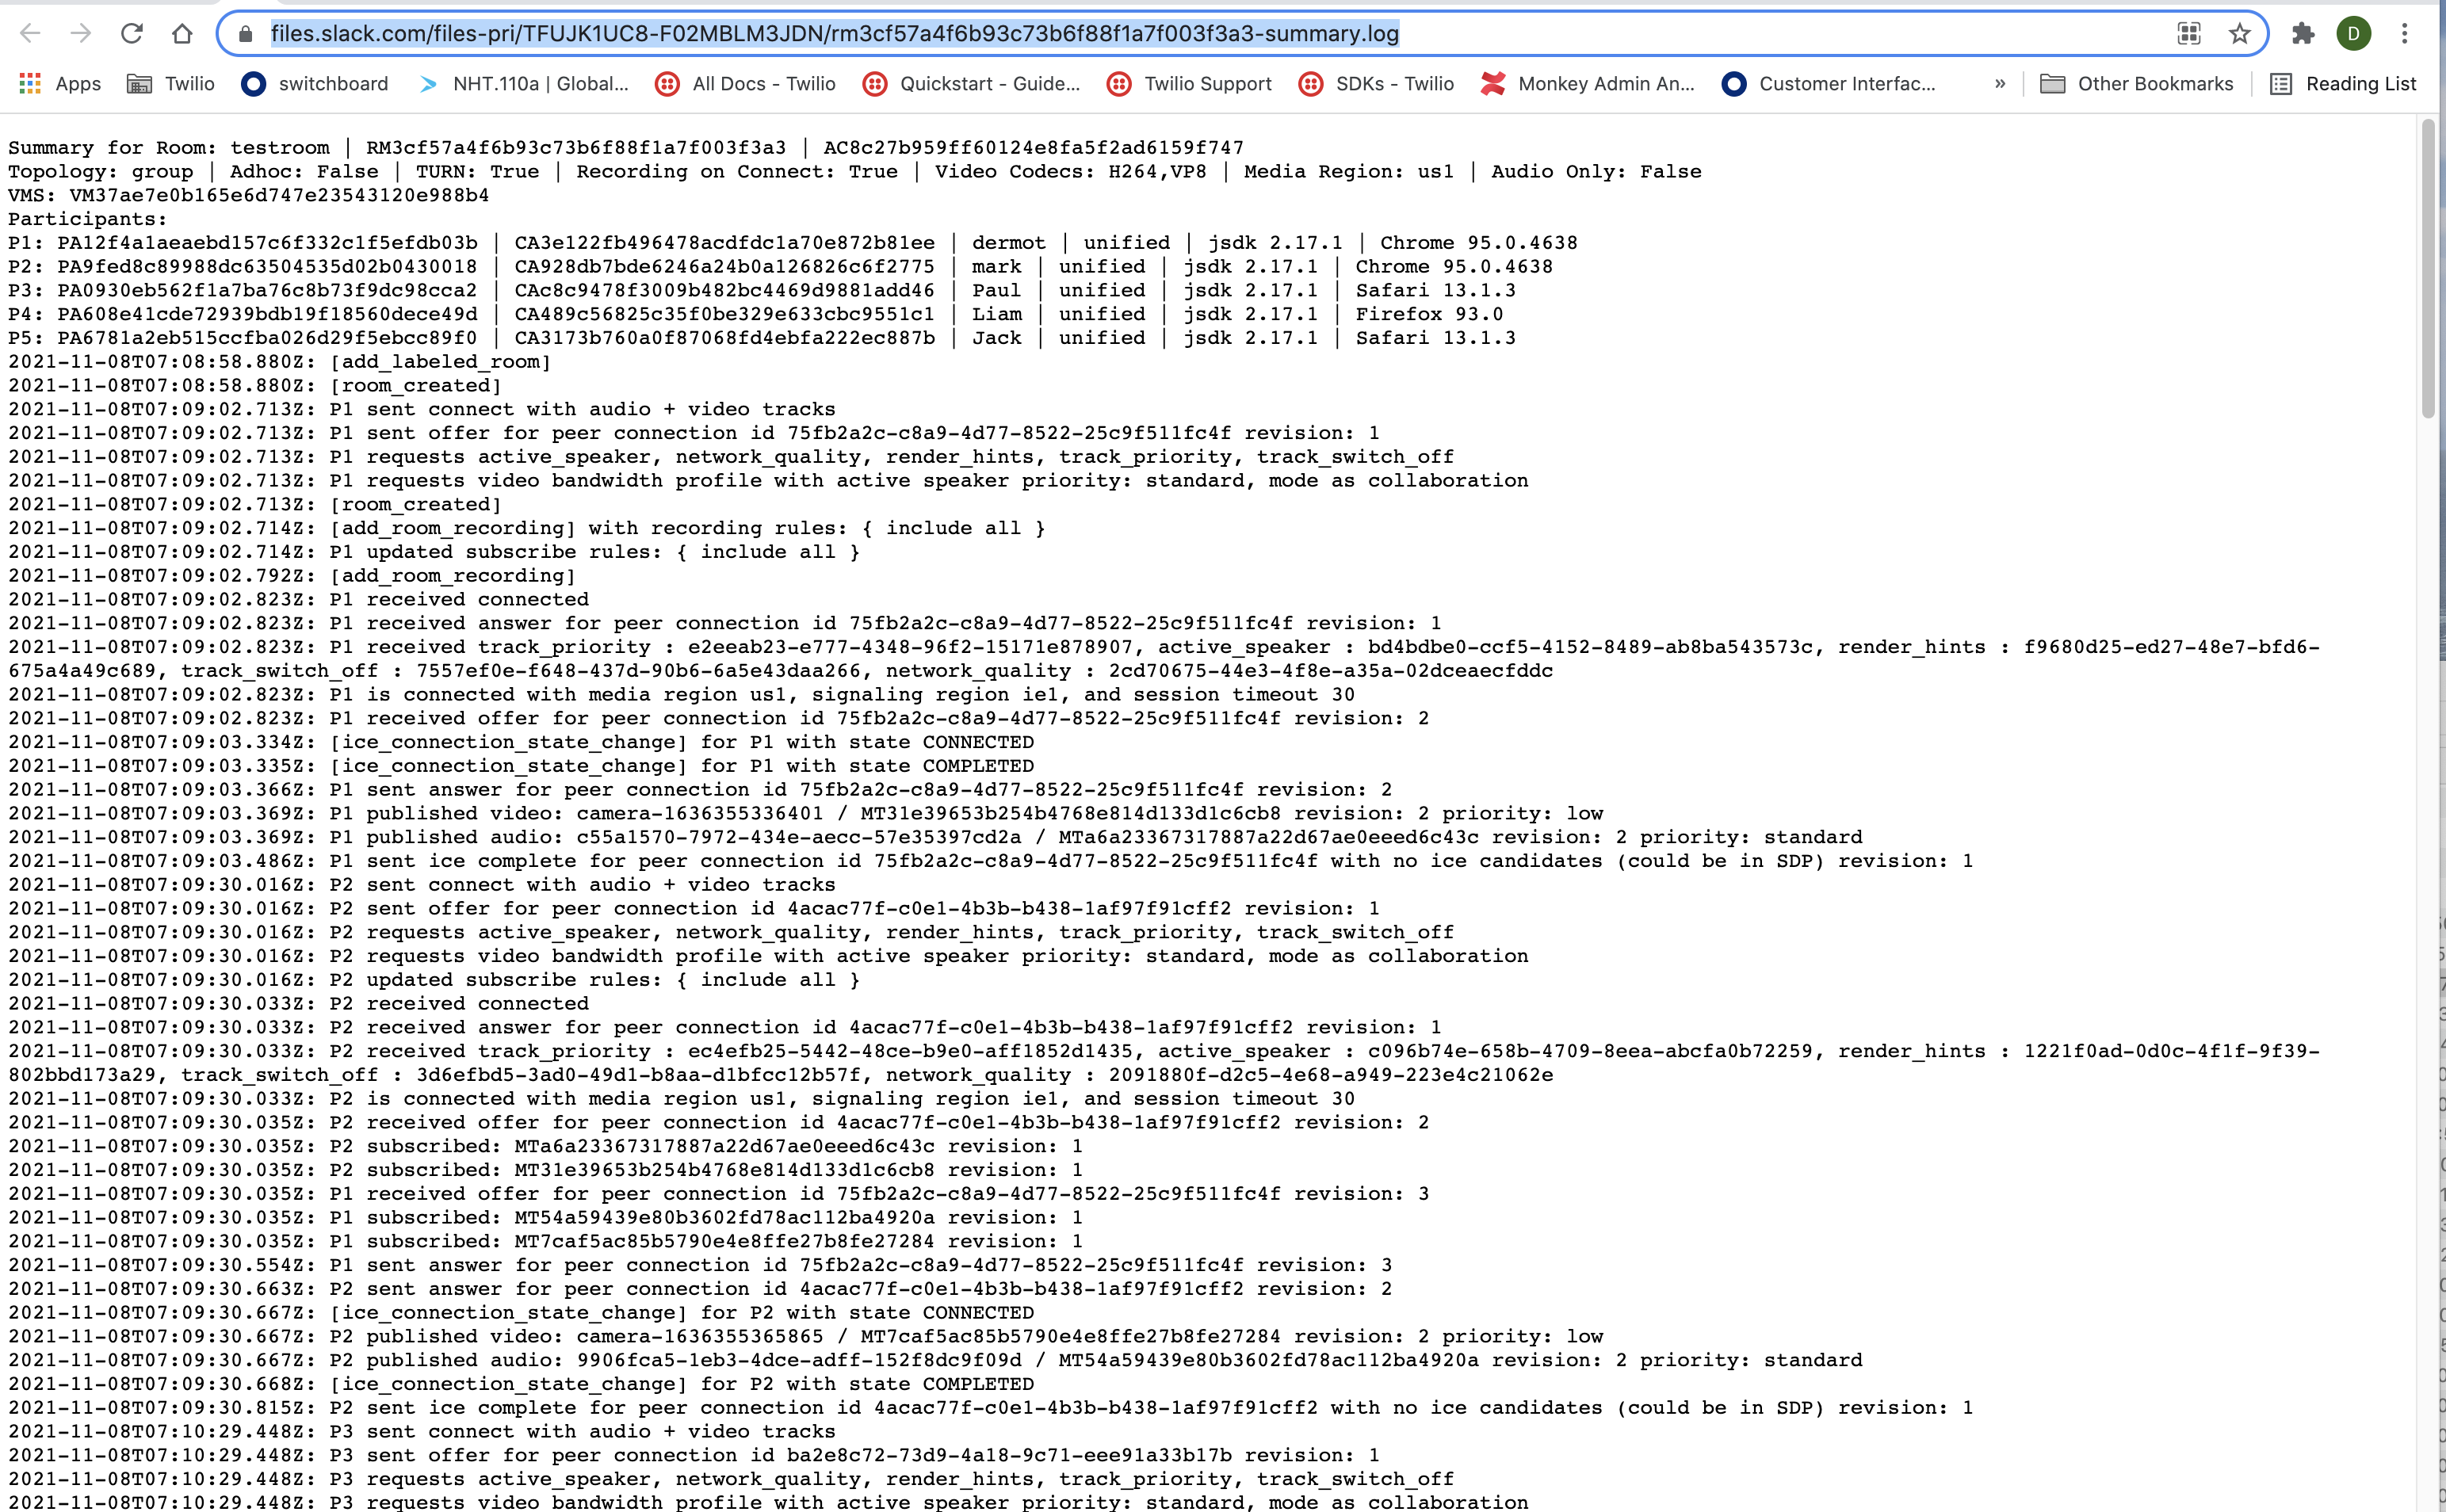 files.slack.com/files-pri/TFUJK1UC8-F02MBLM3JDN/rm3cf57a4f6b93c73b6f88f1a7f003f3a3-summary.log
D
Apps Twilio switchboard NHT.110a | Global... All Docs - Twilio Quickstart - Guide... Twilio Support SDKs - Twilio Monkey Admin An... Customer Interfac... » Other Bookmarks Reading List
Summary for Room: testroom | RM3cf57a4f6b93c73b6f88f1a7f003f3a3 | AC8c27b959ff60124e8fa5f2ad6159f747
Topology: group | Adhoc: False | TURN: True | Recording on Connect: True | Video Codecs: H264,VP8 | Media Region: us1 | Audio Only: False
VMS: VM37ae7e0b165e6d747e23543120e988b4
Participants:
P1: PA12f4a1aeaebd157c6f332c1f5efdb03b | CA3e122fb496478acdfdc1a70e872b81ee | dermot | unified | jsdk 2.17.1 | Chrome 95.0.4638
P2: PA9fed8c89988dc63504535d02b0430018 | CA928db7bde6246a24b0a126826c6f2775 | mark | unified | jsdk 2.17.1 | Chrome 95.0.4638
P3: PA0930eb562f1a7ba76c8b73f9dc98cca2 | CAc8c9478f3009b482bc4469d9881add46 | Paul | unified | jsdk 2.17.1 | Safari 13.1.3
P4: PA608e41cde72939bdb19f18560dece49d | CA489c56825c35f0be329e633cbc9551c1 | Liam | unified | jsdk 2.17.1 | Firefox 93.0
P5: PA6781a2eb515ccfba026d29f5ebcc89f0 | CA3173b760a0f87068fd4ebfa222ec887b | Jack | unified | jsdk 2.17.1 | Safari 13.1.3
2021-11-08T07:08:58.880Z: [add_labeled_room]
2021-11-08T07:08:58.880Z: [room_created]
2021-11-08T07:09:02.713Z: P1 sent connect with audio + video tracks
2021-11-08T07:09:02.713Z: P1 sent offer for peer connection id 75fb2a2c-c8a9-4d77-8522-25c9f511fc4f revision: 1
2021-11-08T07:09:02.713Z: P1 requests active_speaker, network_quality, render_hints, track_priority, track_switch_off
2021-11-08T07:09:02.713Z: P1 requests video bandwidth profile with active speaker priority: standard, mode as collaboration
2021-11-08T07:09:02.713Z: [room_created]
2021-11-08T07:09:02.714Z: [add_room_recording] with recording rules: { include all }
2021-11-08T07:09:02.714Z: P1 updated subscribe rules: { include all }
2021-11-08T07:09:02.792Z: [add_room_recording]
2021-11-08T07:09:02.823Z: P1 received connected
2021-11-08T07:09:02.823Z: P1 received answer for peer connection id 75fb2a2c-c8a9-4d77-8522-25c9f511fc4f revision: 1
2021-11-08T07:09:02.823Z: P1 received track_priority : e2eeab23-e777-4348-96f2-15171e878907, active_speaker : bd4bdbe0-ccf5-4152-8489-ab8ba543573c, render_hints : f9680d25-ed27-48e7-bfd6-
675a4a49c689, track_switch_off : 7557ef0e-f648-437d-90b6-6a5e43daa266, network_quality : 2cd70675-44e3-4f8e-a35a-02dceaecfddc
2021-11-08T07:09:02.823Z: P1 is connected with media region us1, signaling region ie1, and session timeout 30
2021-11-08T07:09:02.823Z: P1 received offer for peer connection id 75fb2a2c-c8a9-4d77-8522-25c9f511fc4f revision: 2
2021-11-08T07:09:03.334Z: [ice_connection_state_change] for P1 with state CONNECTED
2021-11-08T07:09:03.335Z: [ice_connection_state_change] for P1 with state COMPLETED
2021-11-08T07:09:03.366Z: P1 sent answer for peer connection id 75fb2a2c-c8a9-4d77-8522-25c9f511fc4f revision: 2
2021-11-08T07:09:03.369Z: P1 published video: camera-1636355336401 / MT31e39653b254b4768e814d133d1c6cb8 revision: 2 priority: low
2021-11-08T07:09:03.369Z: P1 published audio: c55a1570-7972-434e-aecc-57e35397cd2a / MTa6a23367317887a22d67ae0eeed6c43c revision: 2 priority: standard
2021-11-08T07:09:03.486Z: P1 sent ice complete for peer connection id 75fb2a2c-c8a9-4d77-8522-25c9f511fc4f with no ice candidates (could be in SDP) revision: 1
2021-11-08T07:09:30.016Z: P2 sent connect with audio + video tracks
2021-11-08T07:09:30.016Z: P2 sent offer for peer connection id 4acac77f-c0e1-4b3b-b438-1af97f91cff2 revision: 1
2021-11-08T07:09:30.016Z: P2 requests active_speaker, network_quality, render_hints, track_priority, track_switch_off
2021-11-08T07:09:30.016Z: P2 requests video bandwidth profile with active speaker priority: standard, mode as collaboration
2021-11-08T07:09:30.016Z: P2 updated subscribe rules: { include all }
2021-11-08T07:09:30.033Z: P2 received connected
2021-11-08T07:09:30.033Z: P2 received answer for peer connection id 4acac77f-c0e1-4b3b-b438-1af97f91cff2 revision: 1
2021-11-08T07:09:30.033Z: P2 received track_priority : ec4efb25-5442-48ce-b9e0-aff1852d1435, active_speaker : c096b74e-658b-4709-8eea-abcfa0b72259, render_hints : 1221f0ad-0d0c-4f1f-9f39-
802bbd173a29, track_switch_off : 3d6efbd5-3ad0-49d1-b8aa-d1bfcc12b57f, network_quality : 2091880f-d2c5-4e68-a949-223e4c21062e
2021-11-08T07:09:30.033Z: P2 is connected with media region us1, signaling region ie1, and session timeout 30
2021-11-08T07:09:30.035Z: P2 received offer for peer connection id 4acac77f-c0e1-4b3b-b438-1af97f91cff2 revision: 2
2021-11-08T07:09:30.035Z: P2 subscribed: MTa6a23367317887a22d67ae0eeed6c43c revision: 1
2021-11-08T07:09:30.035Z: P2 subscribed: MT31e39653b254b4768e814d133d1c6cb8 revision: 1
2021-11-08T07:09:30.035Z: P1 received offer for peer connection id 75fb2a2c-c8a9-4d77-8522-25c9f511fc4f revision: 3
2021-11-08T07:09:30.035Z: P1 subscribed: MT54a59439e80b3602fd78ac112ba4920a revision: 1
2021-11-08T07:09:30.035Z: P1 subscribed: MT7caf5ac85b5790e4e8ffe27b8fe27284 revision: 1
2021-11-08T07:09:30.554Z: P1 sent answer for peer connection id 75fb2a2c-c8a9-4d77-8522-25c9f511fc4f revision: 3
2021-11-08T07:09:30.663Z: P2 sent answer for peer connection id 4acac77f-c0e1-4b3b-b438-1af97f91cff2 revision: 2
2021-11-08T07:09:30.667Z: [ice_connection_state_change] for P2 with state CONNECTED
2021-11-08T07:09:30.667Z: P2 published video: camera-1636355365865 / MT7caf5ac85b5790e4e8ffe27b8fe27284 revision: 2 priority: low
2021-11-08T07:09:30.667Z: P2 published audio: 9906fca5-1eb3-4dce-adff-152f8dc9f09d / MT54a59439e80b3602fd78ac112ba4920a revision: 2 priority: standard
2021-11-08T07:09:30.668Z: [ice_connection_state_change] for P2 with state COMPLETED
2021-11-08T07:09:30.815Z: P2 sent ice complete for peer connection id 4acac77f-c0e1-4b3b-b438-1af97f91cff2 with no ice candidates (could be in SDP) revision: 1
2021-11-08T07:10:29.448Z: P3 sent connect with audio + video tracks
2021-11-08T07:10:29.448Z: P3 sent offer for peer connection id ba2e8c72-73d9-4a18-9c71-eee91a33b17b revision: 1
2021-11-08T07:10:29.448Z: P3 requests active_speaker, network_quality, render_hints, track_priority, track_switch_off
2021-11-08T07:10:29.448Z: P3 requests video bandwidth profile with active speaker priority: standard, mode as collaboration